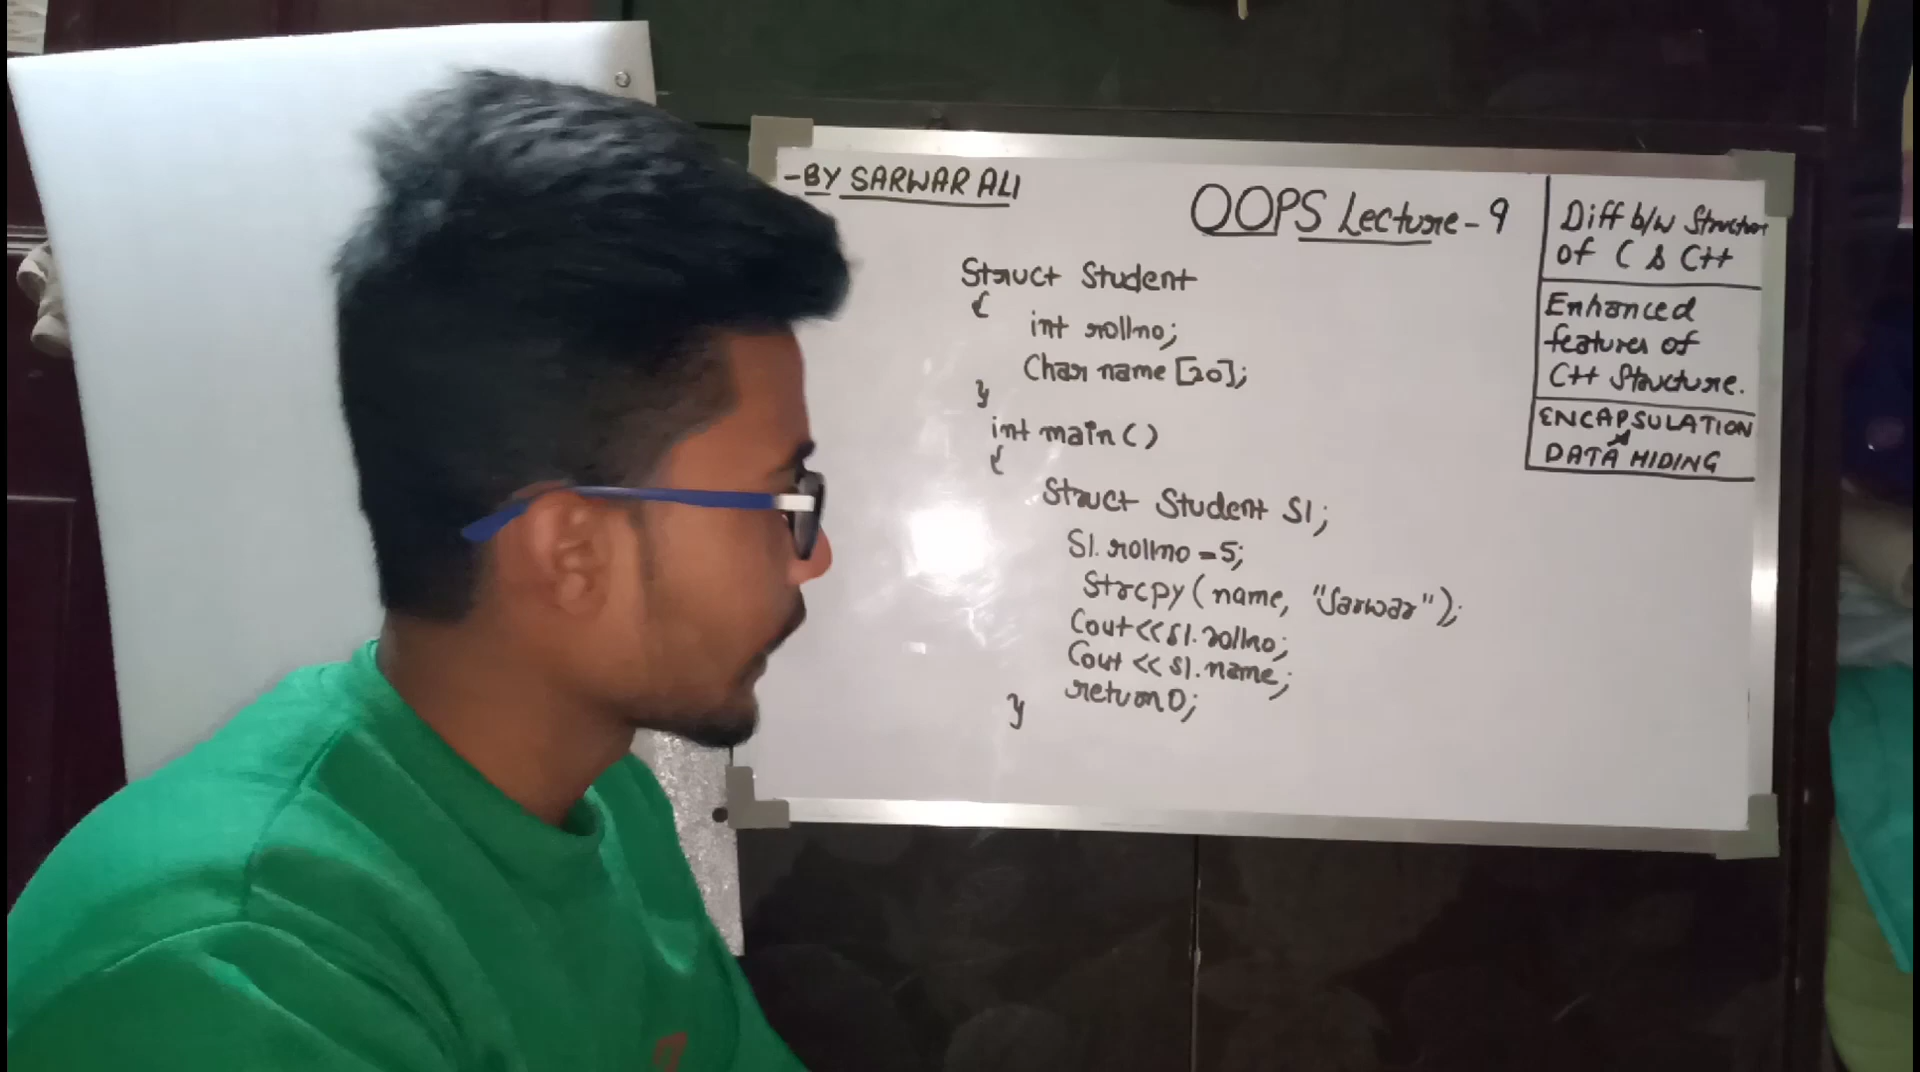 -BY SARWAR ALI
OOPS Lecture-9
Struct Student
{
int rollno;
Char name [20];
}
int main()
{
Struct Student S1;
S1.rollno=5;
Strcpy(name, "Sarwar");
Cout<<S1.rollno;
Cout<<S1.name;
return 0;
}
Diff b/w Structure
of C & C++
Enhanced
features of
C++ Structure.
ENCAPSULATION
DATA HIDING